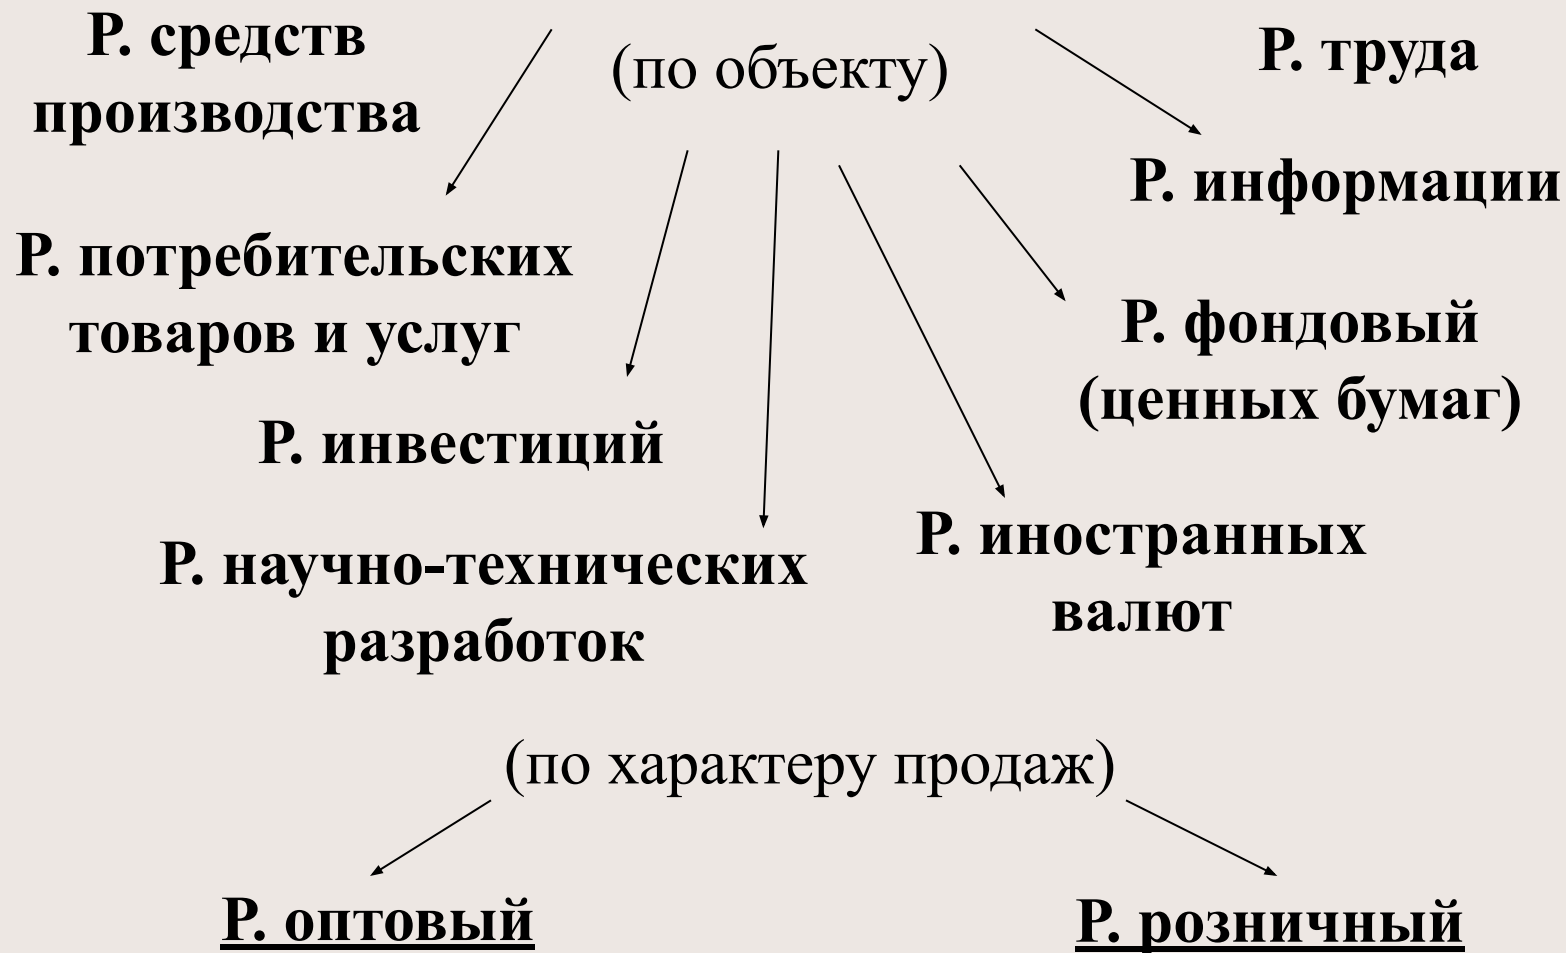 Р. средств
производства
(по объекту)
Р. труда
Р. информации
Р. потребительских
товаров и услуг
Р. фондовый
(ценных бумаг)
Р. инвестиций
Р. иностранных
валют
Р. научно-технических
разработок
(по характеру продаж)
Р. оптовый
Р. розничный